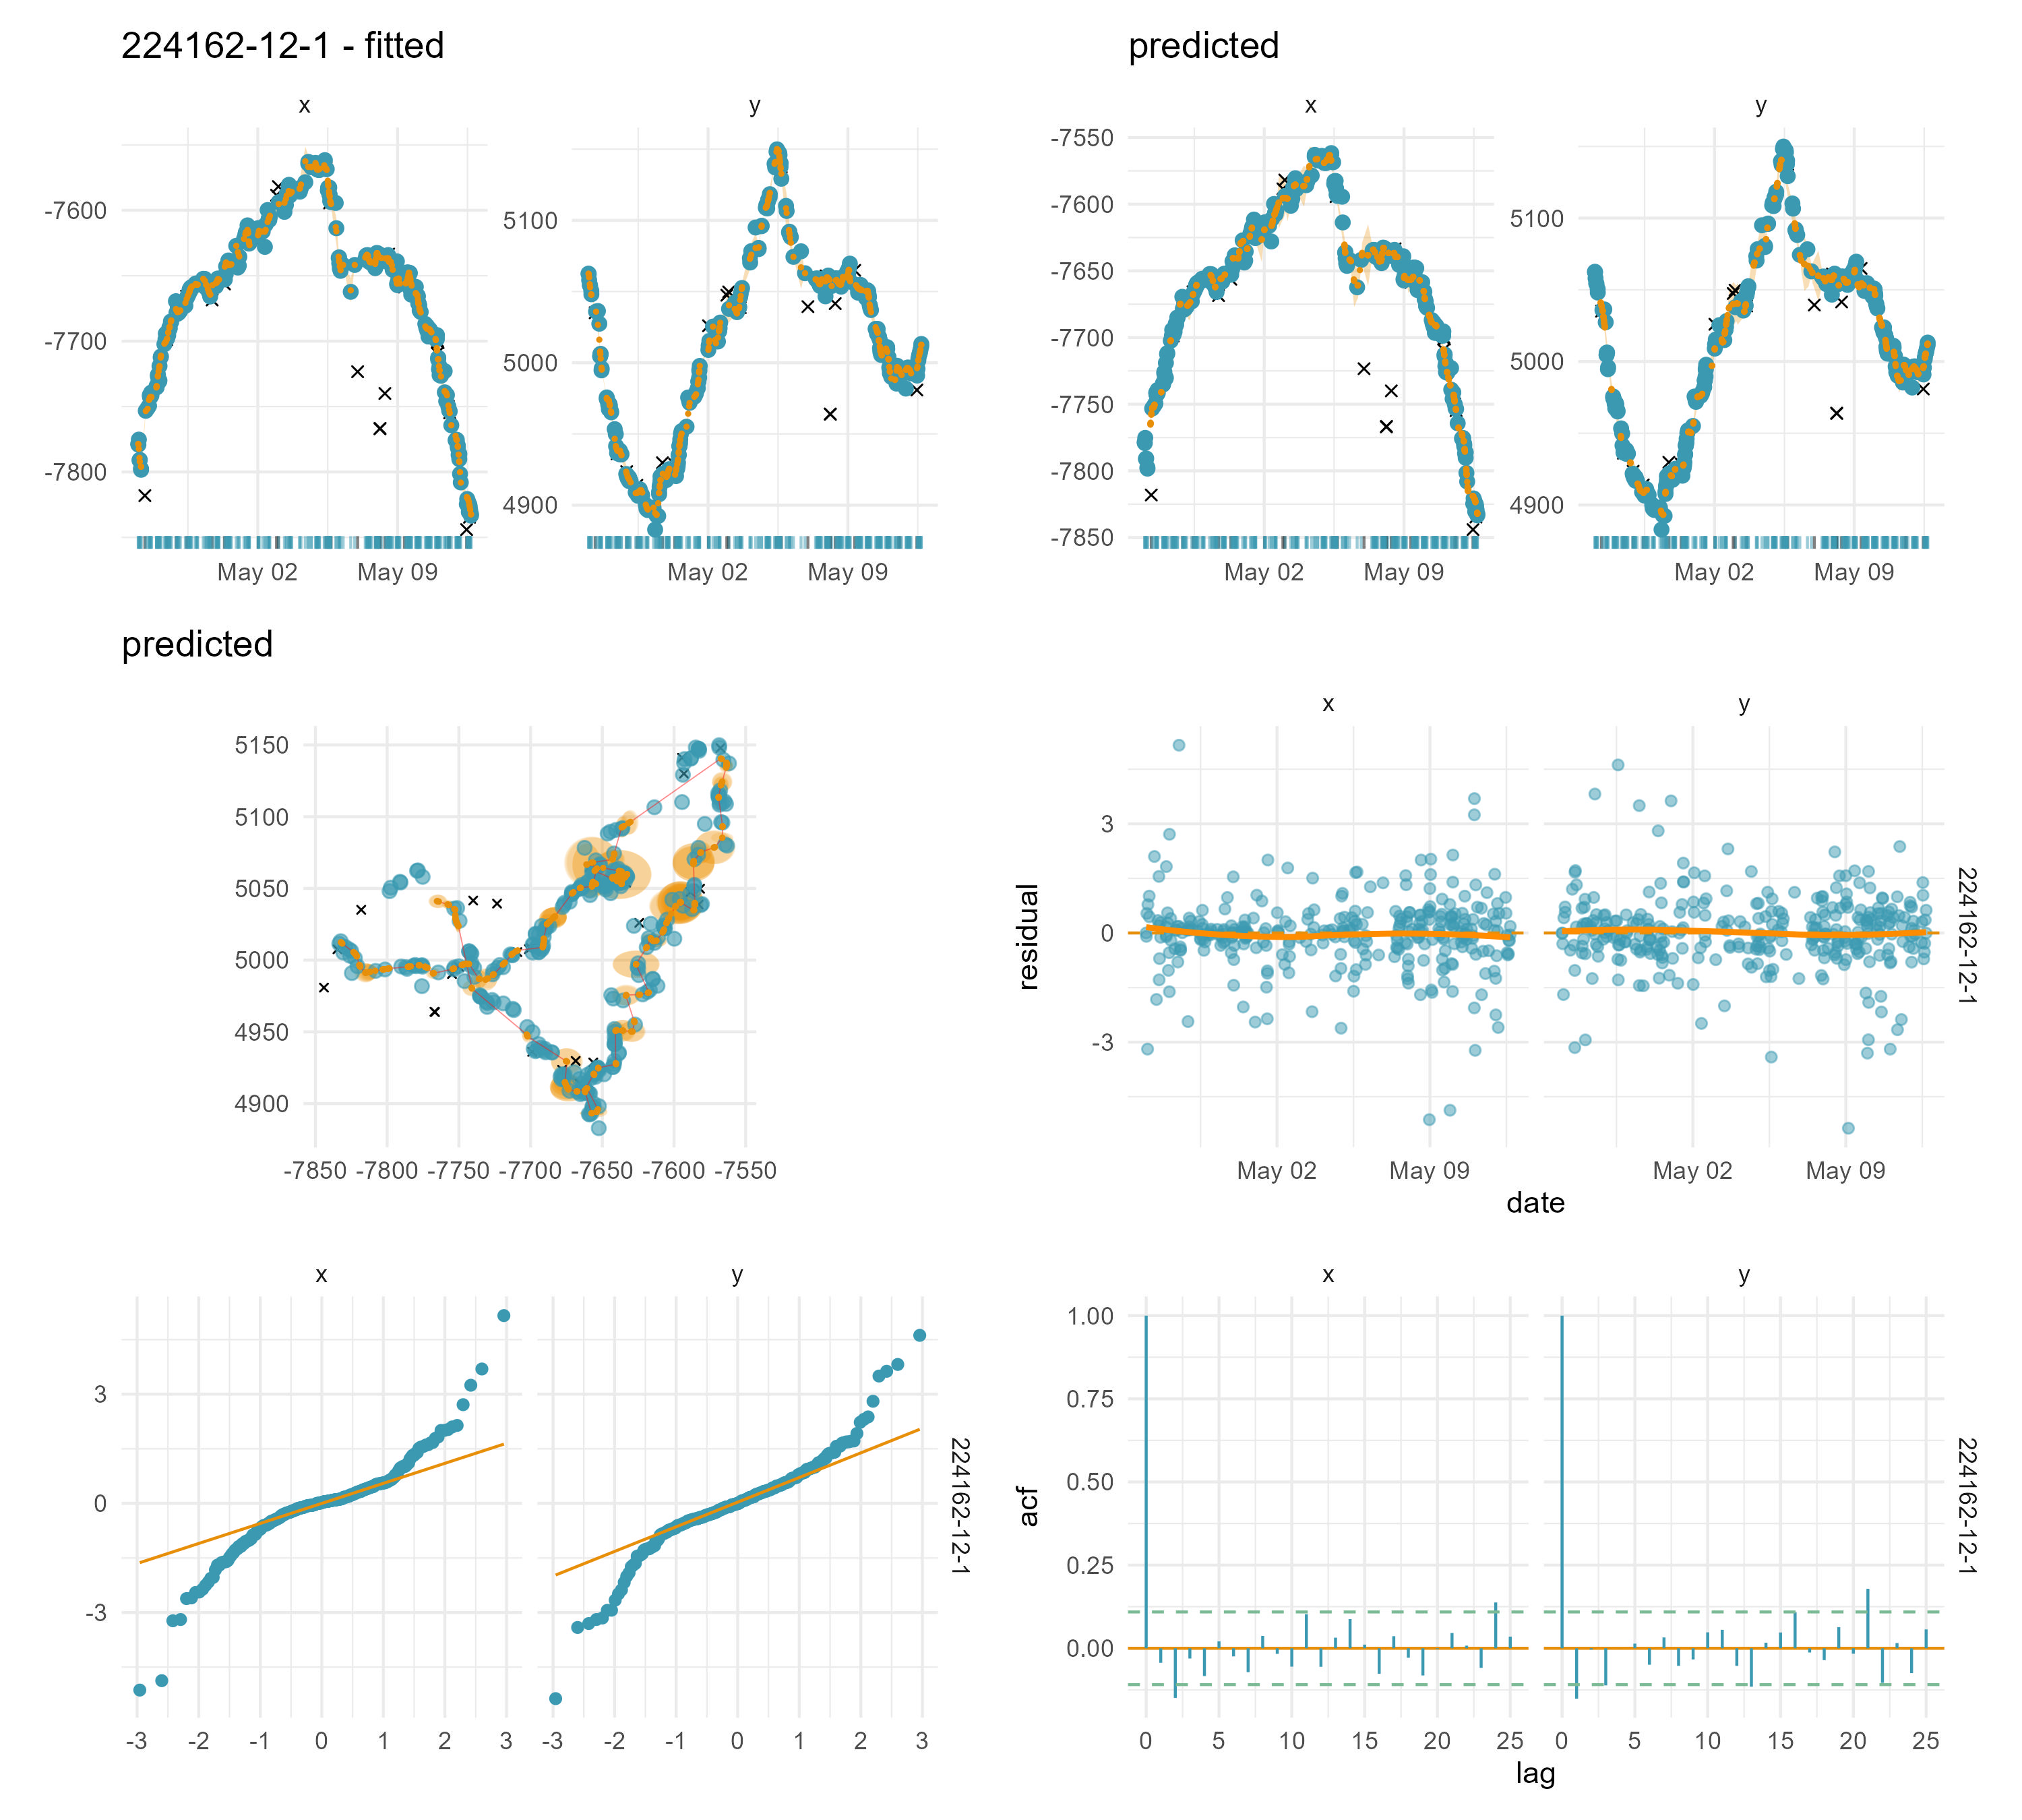 224162-12-1 - fitted
predicted
x
y
x
y
-7600
-7700
-7800
5100
5000
4900
-7550
-7600
-7650
-7700
-7750
-7800
-7850
5100
5000
4900
May 02
May 09
May 02
May 09
May 02
May 09
May 02
May 09
predicted
5150
5100
5050
5000
4950
4900
-7850
-7800
-7750
-7700
-7650
-7600
-7550
x
y
residual
3
0
-3
May 02
May 09
May 02
May 09
date
224162-12-1
x
y
3
0
-3
-3
-2
-1
0
1
2
3
-3
-2
-1
0
1
2
3
224162-12-1
x
y
acf
1.00
0.75
0.50
0.25
0.00
0
5
10
15
20
25
0
5
10
15
20
25
lag
224162-12-1